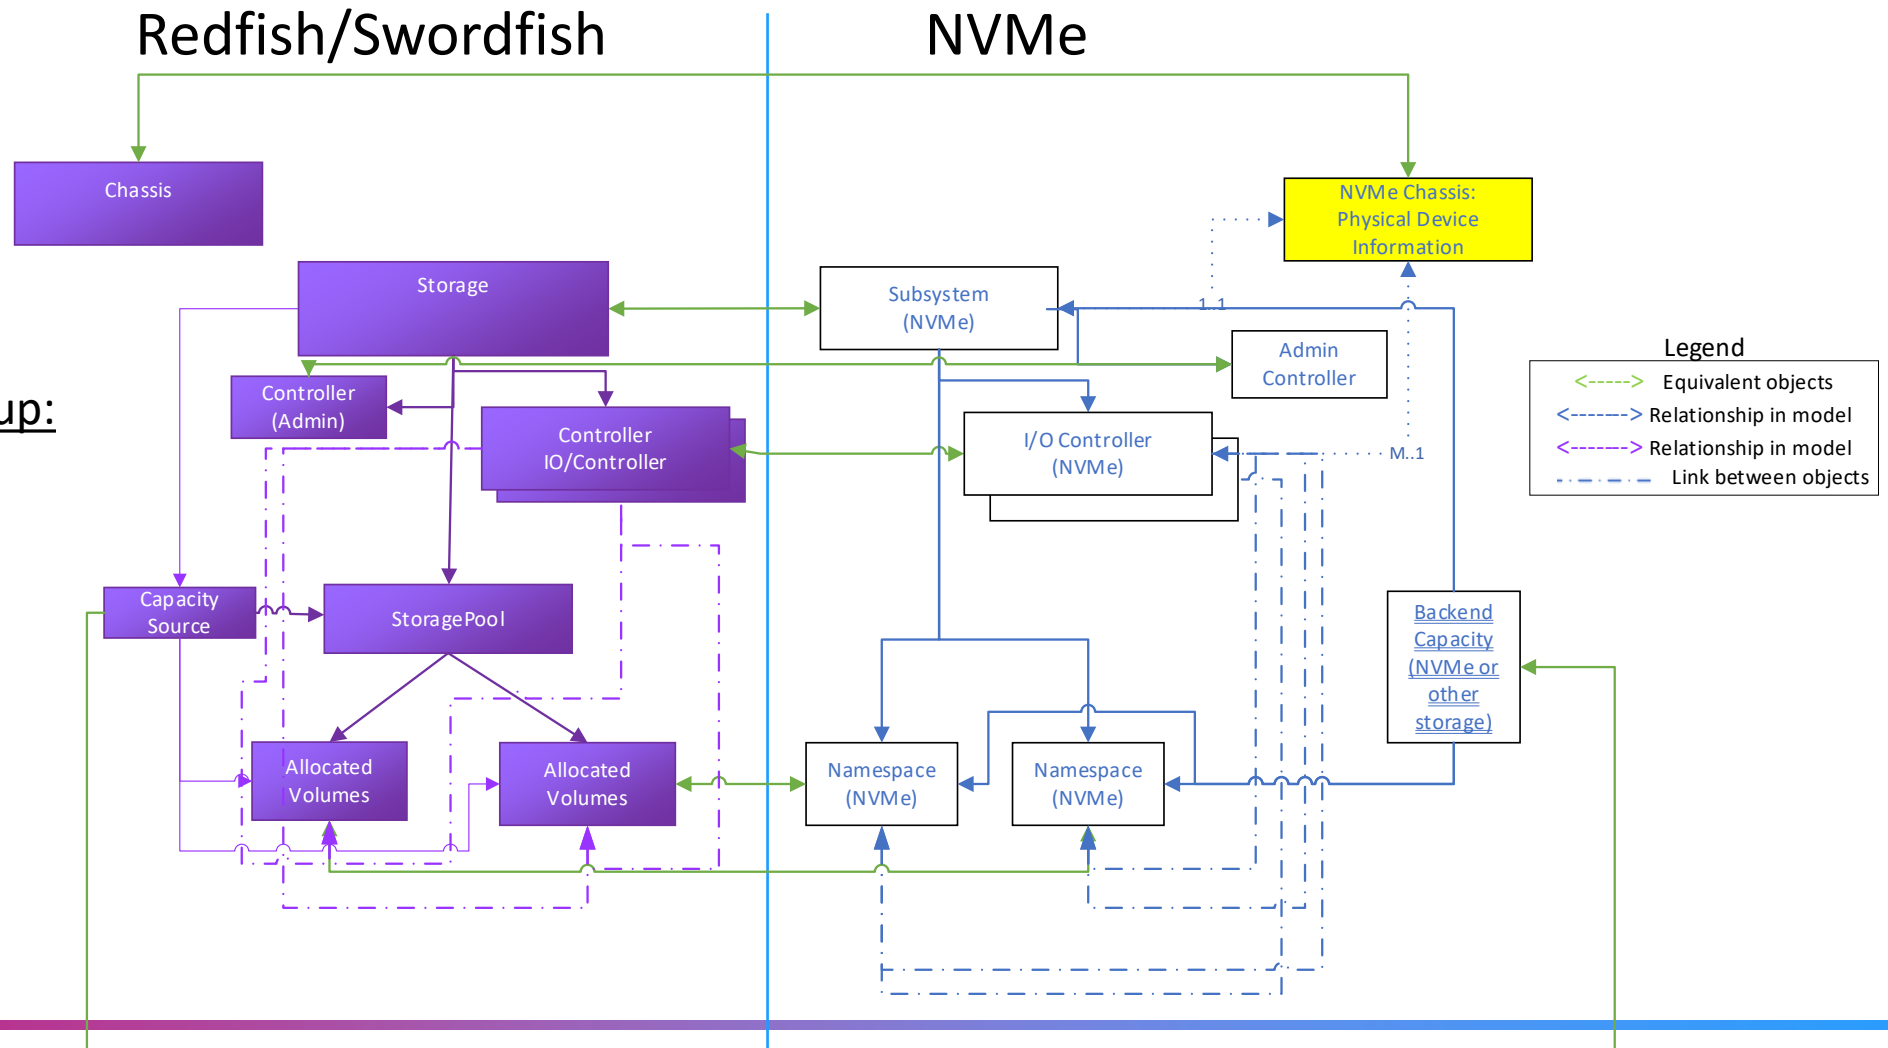 Redfish/Swordfish
NVMe
Chassis
NVMe Chassis:
Physical Device
Information
Storage
Subsystem
(NVMe)
1..1
Admin
Controller
Legend
Equivalent objects
Relationship in model
Relationship in model
Link between objects
up:
Controller
(Admin)
Controller
IO/Controller
I/O Controller
(NVMe)
M..1
Capacity
Source
StoragePool
Backend
Capacity
(NVMe or
other
storage)
Allocated
Volumes
Allocated
Volumes
Namespace
(NVMe)
Namespace
(NVMe)